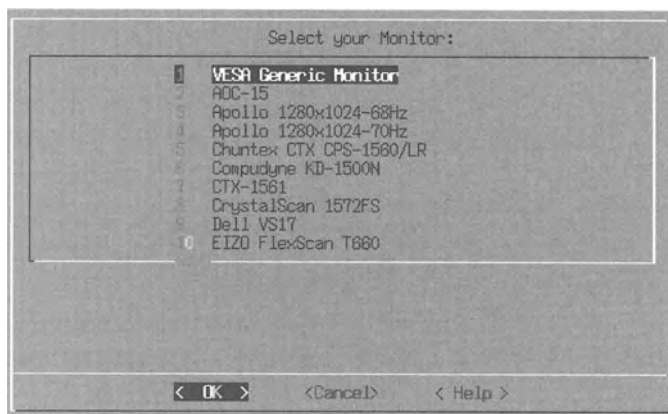 Select your Monitor:
1 VESA Generic Monitor
2 AOC-15
3 Apollo 1280x1024-68Hz
4 Apollo 1280x1024-70Hz
5 Chuntex CTX CPS-1560/LR
6 Compudyne KD-1500N
7 CTX-1561
8 CrystalScan 1572FS
9 Dell VS17
10 EIZO FlexScan T660
< OK > <Cancel> < Help >